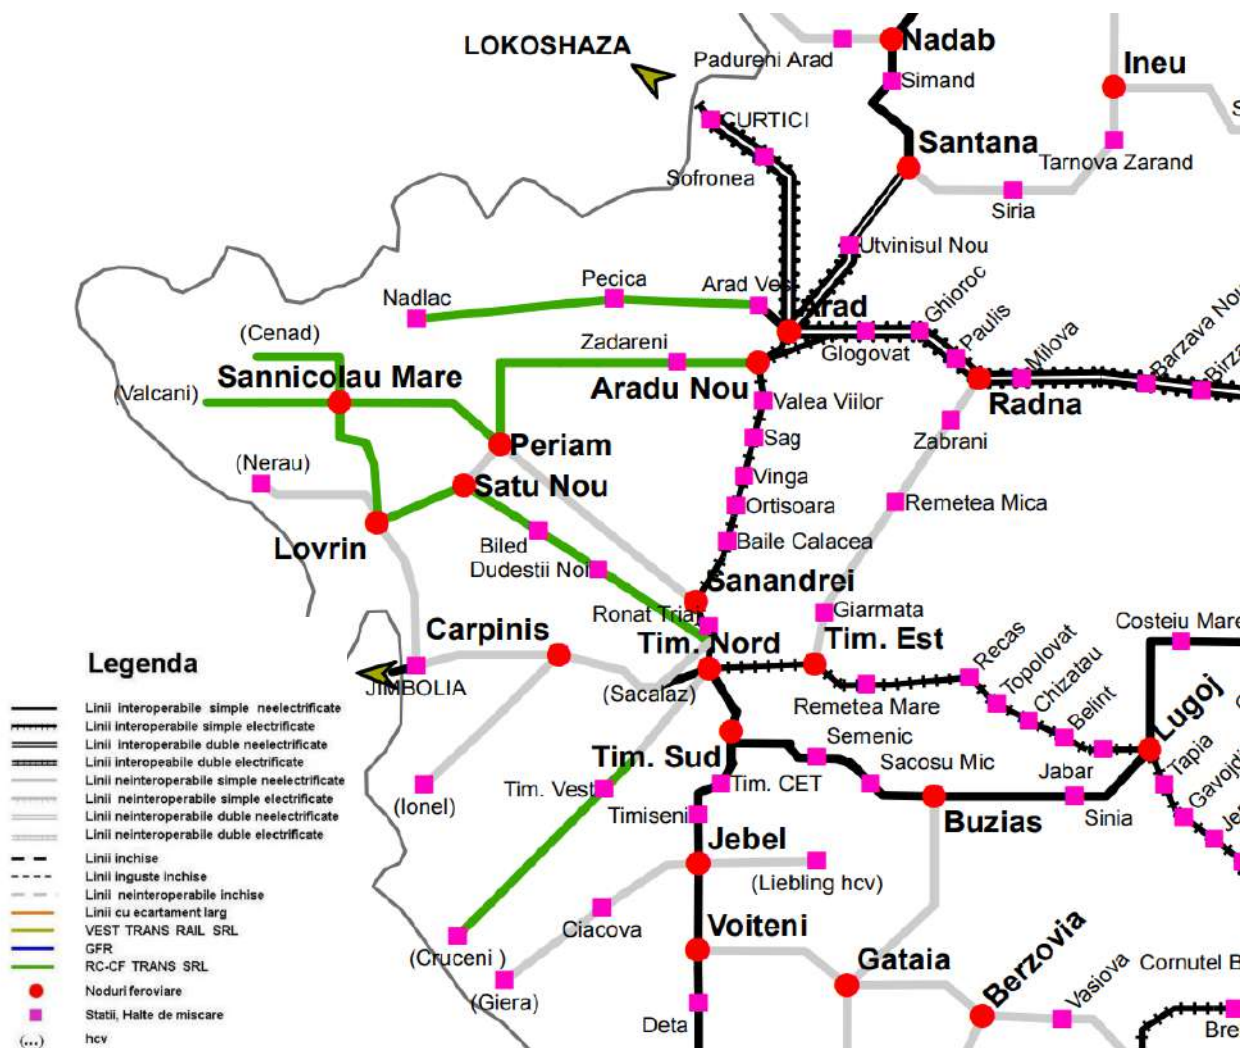 LOKOSHAZA
Padureni Arad
Nadab
Ineu
Simand
CURTICI
Santana
Tarnova Zarand
Sofronea
Siria
Utvinisul Nou
Pecica
Arad Vest
Nadlac
Arad
Ghioroc
Paulis
Milova
Barzava Nou
Birza
(Cenad)
Zadareni
Glogovat
Sannicolau Mare
Aradu Nou
Radna
(Valcani)
Valea Viilor
Zabrani
Periam
Sag
(Nerau)
Satu Nou
Vinga
Ortisoara
Remetea Mica
Lovrin
Biled
Baile Calacea
Dudestii Noi
Sanandrei
Ronat Triaj
Giarmata
Costeiu Mare
Carpinis
Tim. Nord
Tim. Est
Recas
Topolovat
Chizatau
Belint
Lugoj
JIMBOLIA
(Sacalaz)
Remetea Mare
Semenic
Tim. Sud
Sacosu Mic
Jabar
Tapia
Gavojdi
Tim. Vest
Tim. CET
(Ionel)
Timiseni
Buzias
Sinia
Je
Jebel
(Liebling hcv)
Ciacova
Voiteni
(Cruceni )
Gataia
Berzovia
Vasiova
Cornutel B
(Giera)
Deta
Bre
Legenda
Linii interoperabile simple neelectrificate
Linii interoperabile simple electrificate
Linii interoperabile duble neelectrificate
Linii interopeabile duble electrificate
Linii neinteroperabile simple neelectrificate
Linii neinteroperabile simple electrificate
Linii neinteroperabile duble neelectrificate
Linii neinteroperabile duble electrificate
Linii inchise
Linii inguste inchise
Linii neinteroperabile inchise
Linii cu ecartament larg
VEST TRANS RAIL SRL
GFR
RC-CF TRANS SRL
Noduri feroviare
Statii, Halte de miscare
(...) hcv